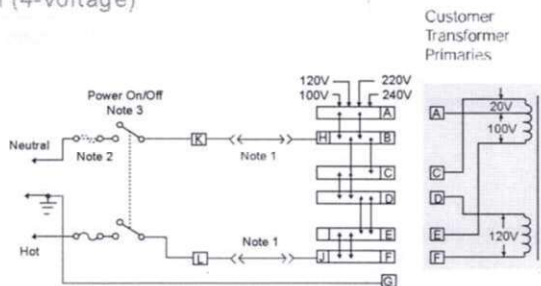 (4-voltage)
Customer
Transformer
Primaries
120V 220V
100V 240V
Power On/Off
Note 3
A
A
20V
100V
Neutral
Note 2
K
Note 1
H
B
C
C
D
D
120V
E
E
Hot
L
Note 1
J
F
F
G